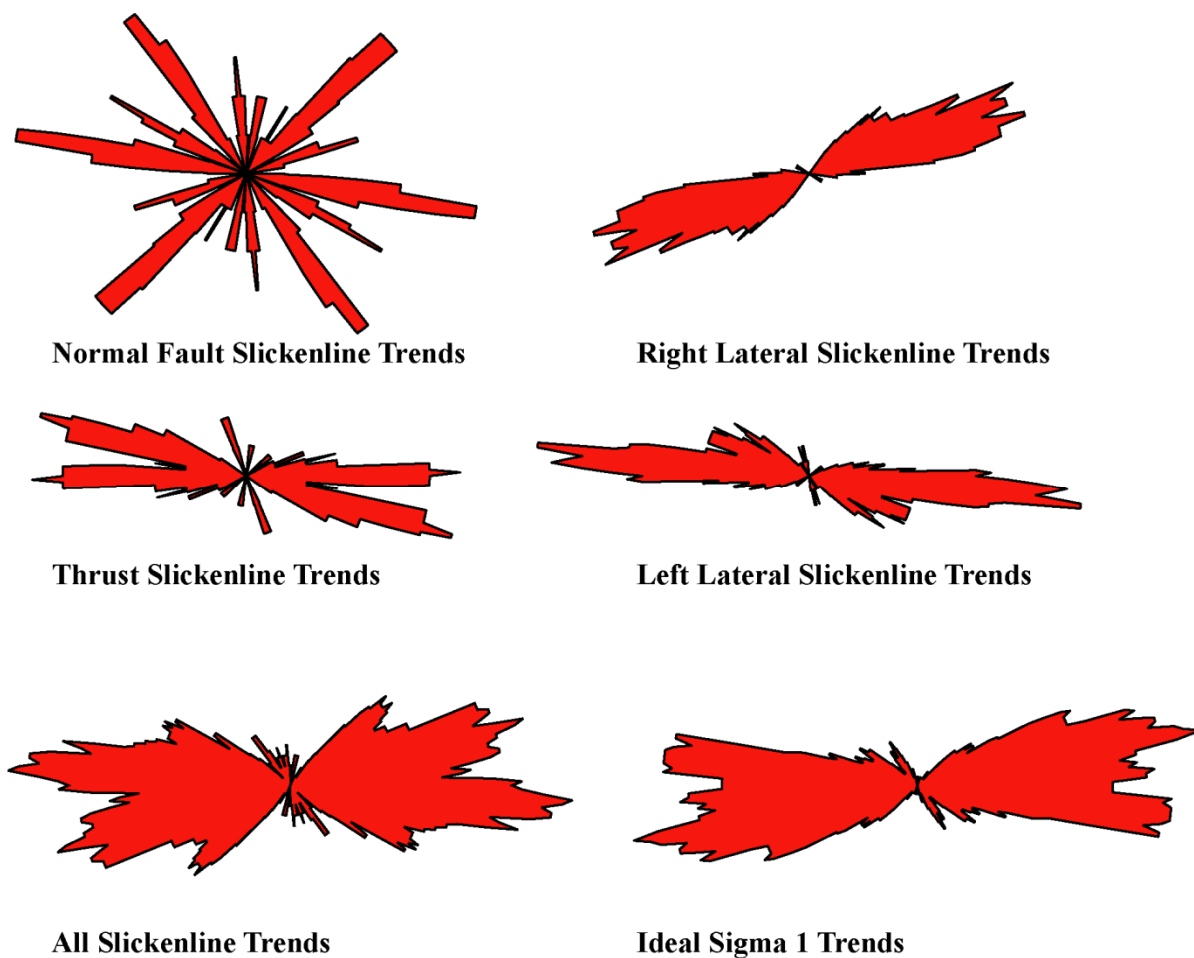 Normal Fault Slickenline Trends
Right Lateral Slickenline Trends
Thrust Slickenline Trends
Left Lateral Slickenline Trends
All Slickenline Trends
Ideal Sigma 1 Trends